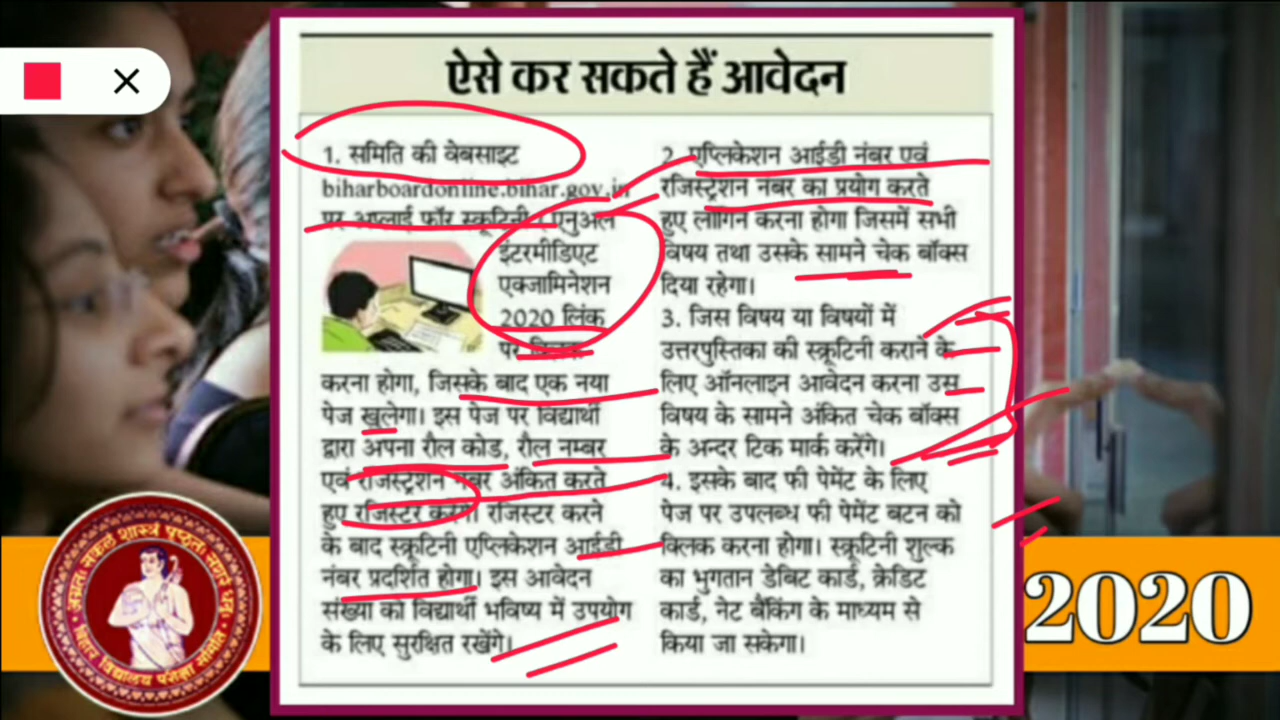 ऐसे कर सकते हैं आवेदन
1. समिति की वेबसाइट
biharboardonline.bihar.gov.in
पर अप्लाई फॉर स्क्रूटिनी ( एनुअल
इंटरमीडिएट
एक्जामिनेशन
2020 लिंक
पर क्लिक
करना होगा, जिसके बाद एक नया
पेज खुलेगा। इस पेज पर विद्यार्थी
द्वारा अपना रौल कोड, रौल नम्बर
एवं रजिस्ट्रेशन नंबर अंकित करते
हुए रजिस्टर करेंगे। रजिस्टर करने
के बाद स्क्रूटिनी एप्लिकेशन आईडी
नंबर प्रदर्शित होगा। इस आवेदन
संख्या को विद्यार्थी भविष्य में उपयोग
के लिए सुरक्षित रखेंगे।
2. एप्लिकेशन आईडी नंबर एवं
रजिस्ट्रेशन नंबर का प्रयोग करते
हुए लॉगिन करना होगा जिसमें सभी
विषय तथा उसके सामने चेक बॉक्स
दिया रहेगा।
3. जिस विषय या विषयों में
उत्तरपुस्तिका की स्क्रूटिनी कराने के
लिए ऑनलाइन आवेदन करना उस
विषय के सामने अंकित चेक बॉक्स
के अन्दर टिक मार्क करेंगे।
4. इसके बाद फी पेमेंट के लिए
पेज पर उपलब्ध फी पेमेंट बटन को
क्लिक करना होगा। स्क्रूटिनी शुल्क
का भुगतान डेबिट कार्ड, क्रेडिट
कार्ड, नेट बैंकिंग के माध्यम से
किया जा सकेगा।
2020
बिहार विद्यालय परीक्षा समिति